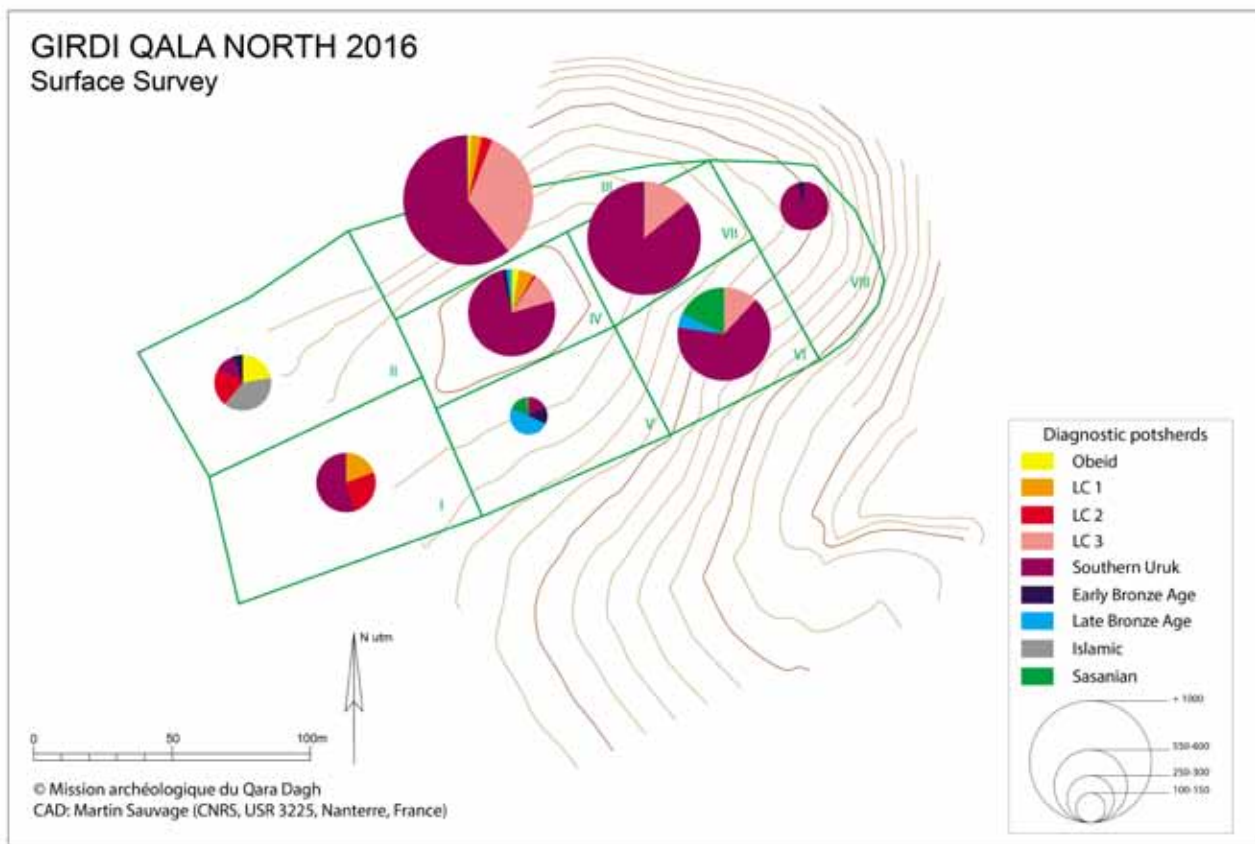 GIRDI QALA NORTH 2016
Surface Survey
III
VII
VIII
IV
VI
II
V
I
Diagnostic potsherds
Obeid
LC 1
LC 2
LC 3
Southern Uruk
Early Bronze Age
Late Bronze Age
Islamic
Sasanian
+ 1000
550-600
250-300
100-150
N utm
0 50 100m
© Mission archéologique du Qara Dagh
CAD: Martin Sauvage (CNRS, USR 3225, Nanterre, France)